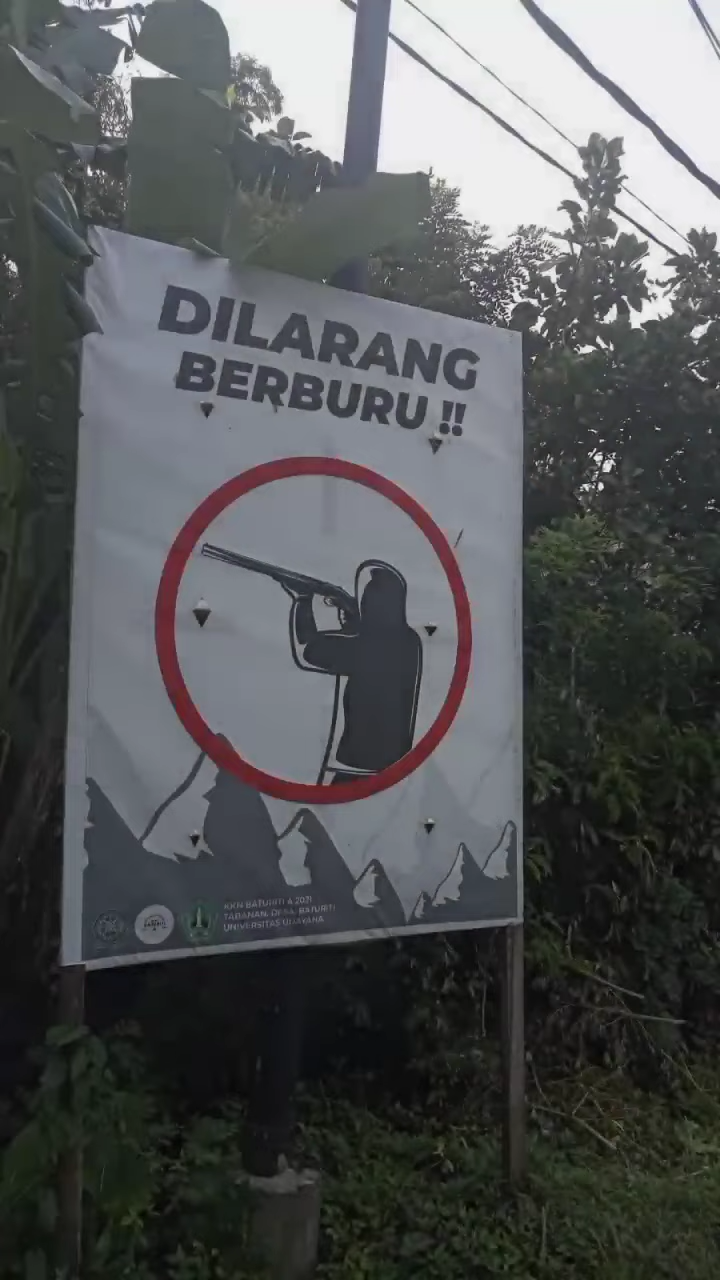 DILARANG
BERBURU !!
KKN BATURITI A 2021
TABANAN, DESA BATURITI
UNIVERSITAS UDAYANA